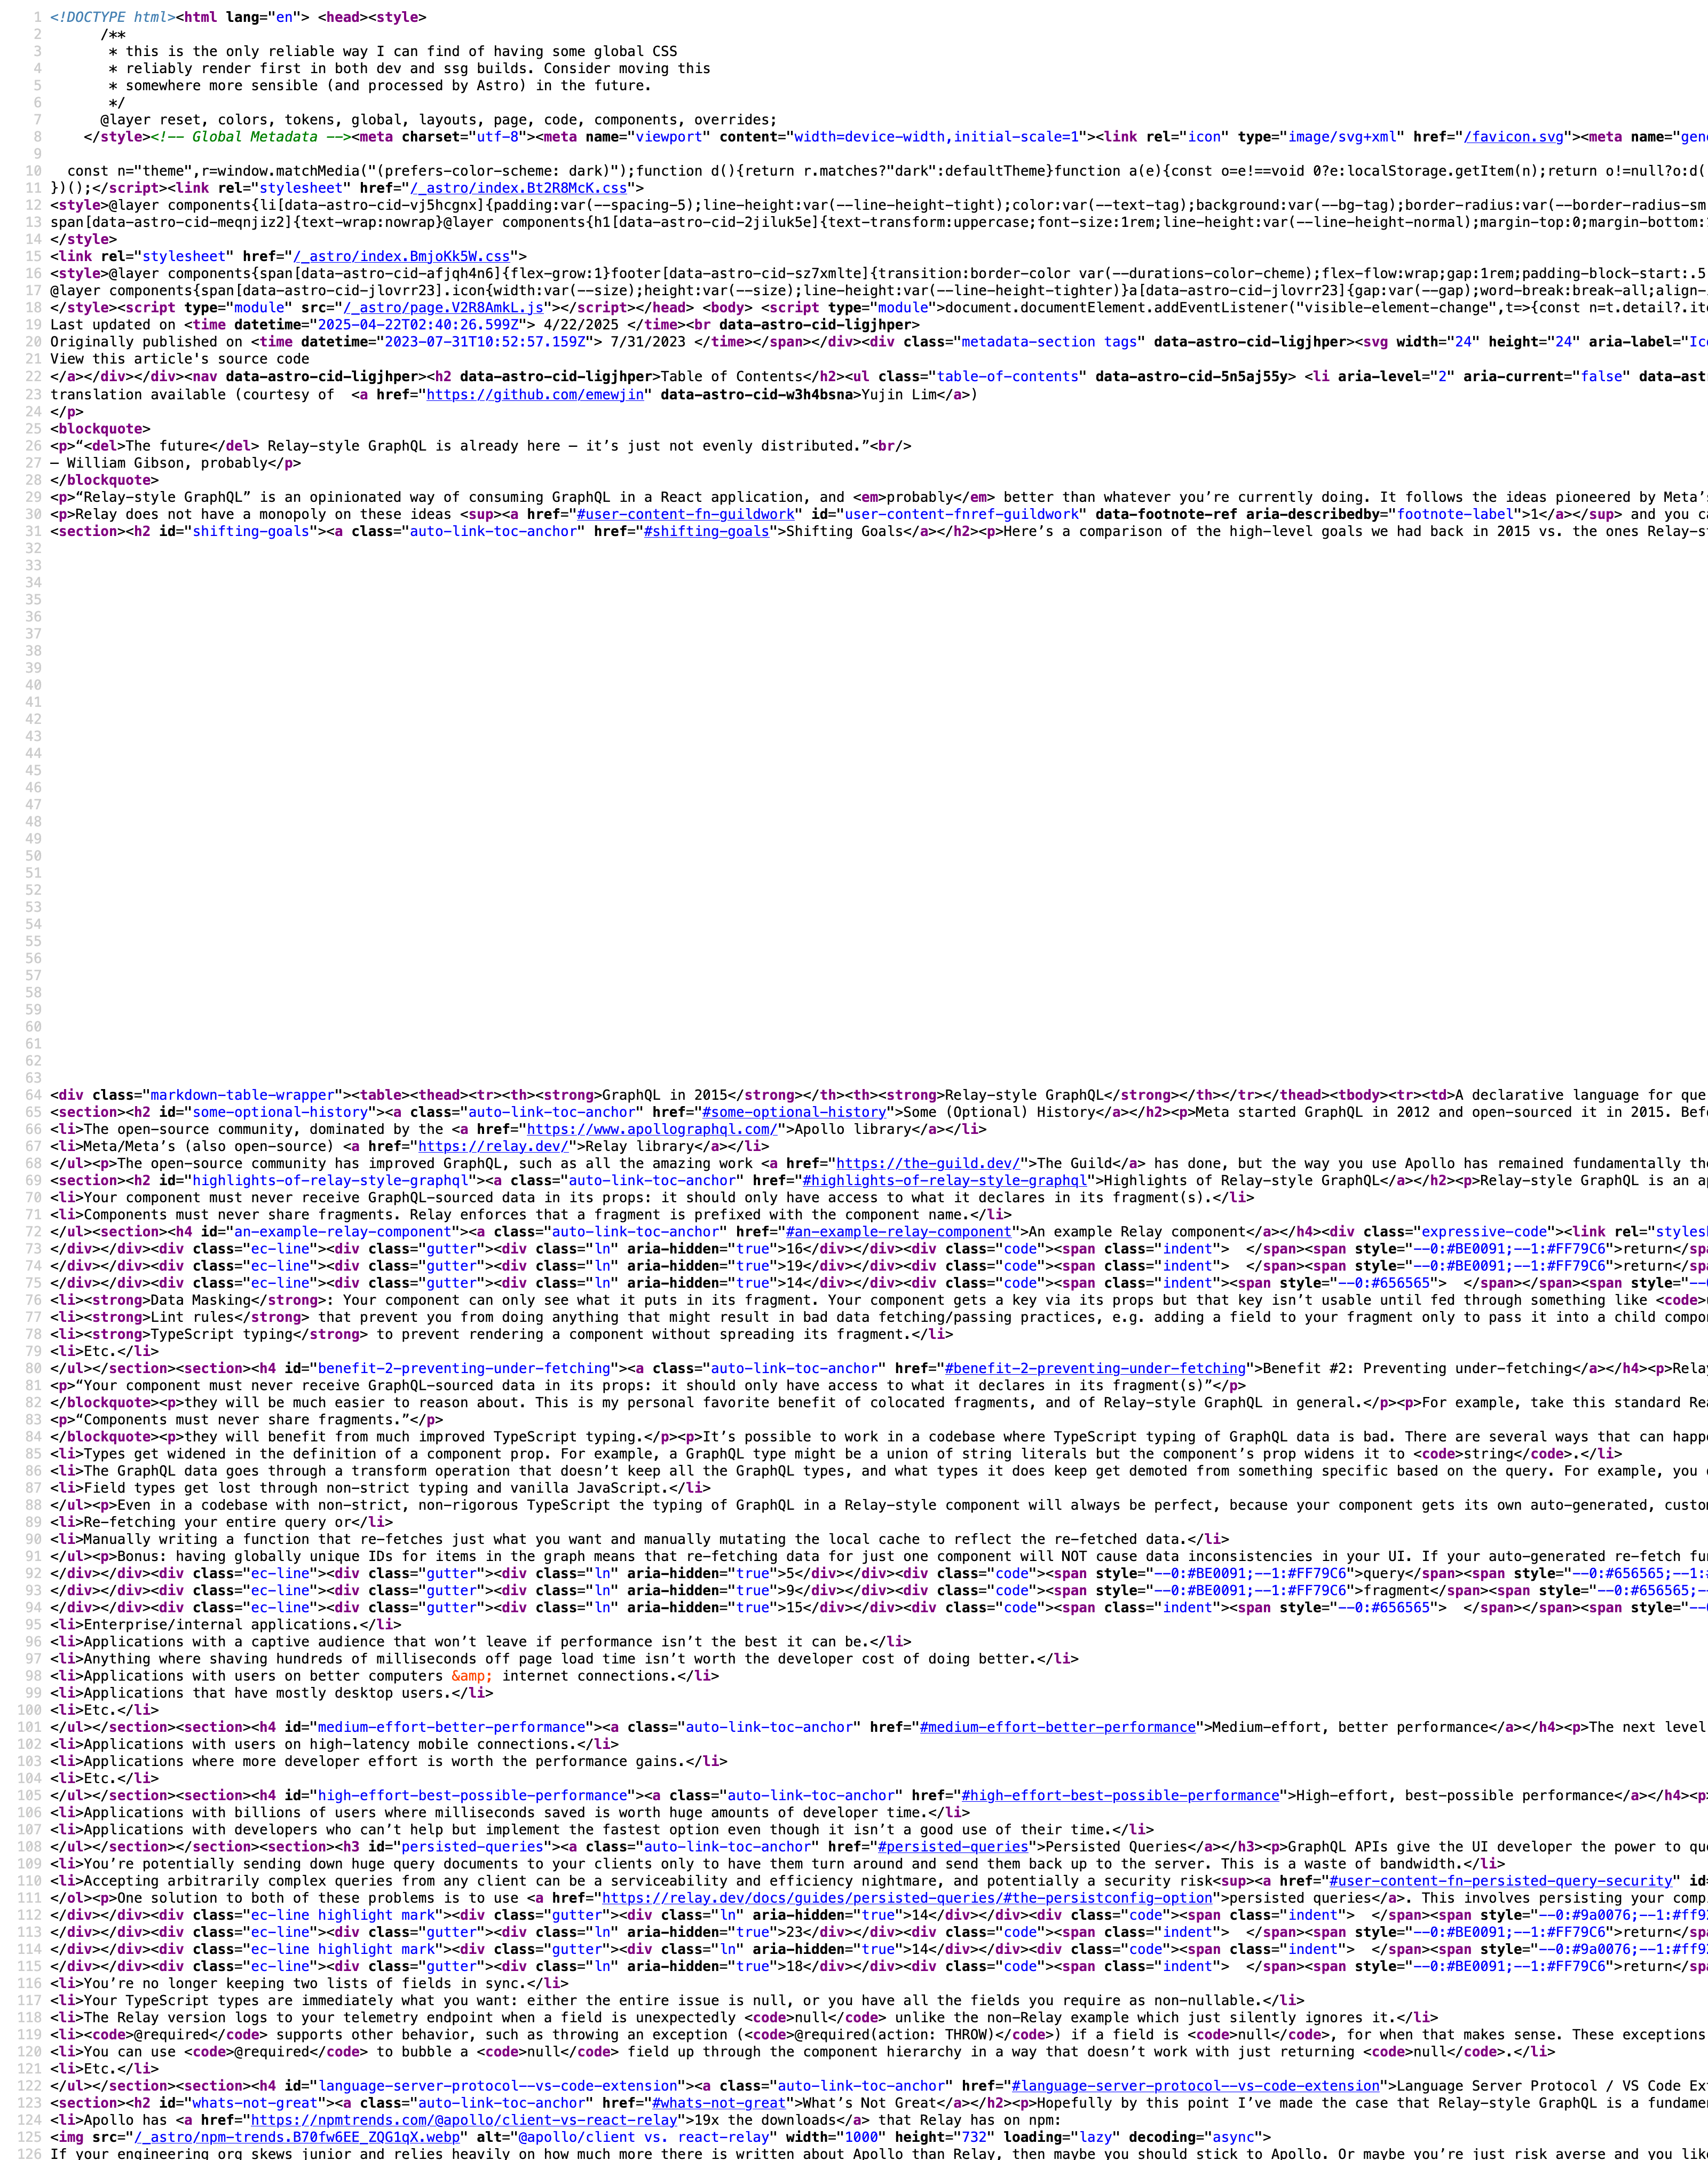 1 <!DOCTYPE html><html lang="en"> <head><style>
2 /**
3 * this is the only reliable way I can find of having some global CSS
4 * reliably render first in both dev and ssg builds. Consider moving this
5 * somewhere more sensible (and processed by Astro) in the future.
6 */
7 @layer reset, colors, tokens, global, layouts, page, code, components, overrides;
8 </style><!-- Global Metadata --><meta charset="utf-8"><meta name="viewport" content="width=device-width,initial-scale=1"><link rel="icon" type="image/svg+xml" href="/favicon.svg"><meta name="gen
9
10 const n="theme",r=window.matchMedia("(prefers-color-scheme: dark)");function d(){return r.matches?"dark":defaultTheme}function a(e){const o=e!==void 0?e:localStorage.getItem(n);return o!=null?o:d(
11 })();</script><link rel="stylesheet" href="/_astro/index.Bt2R8McK.css">
12 <style>@layer components{li[data-astro-cid-vj5hcgnx]{padding:var(--spacing-5);line-height:var(--line-height-tight);color:var(--text-tag);background:var(--bg-tag);border-radius:var(--border-radius-sm
13 span[data-astro-cid-meqnjiz2]{text-wrap:nowrap}@layer components{h1[data-astro-cid-2jiluk5e]{text-transform:uppercase;font-size:1rem;line-height:var(--line-height-normal);margin-top:0;margin-bottom:
14 </style>
15 <link rel="stylesheet" href="/_astro/index.BmjoKk5W.css">
16 <style>@layer components{span[data-astro-cid-afjqh4n6]{flex-grow:1}footer[data-astro-cid-sz7xmlte]{transition:border-color var(--durations-color-cheme);flex-flow:wrap;gap:1rem;padding-block-start:.5
17 @layer components{span[data-astro-cid-jlovrr23].icon{width:var(--size);height:var(--size);line-height:var(--line-height-tighter)}a[data-astro-cid-jlovrr23]{gap:var(--gap);word-break:break-all;align-
18 </style><script type="module" src="/_astro/page.V2R8AmkL.js"></script></head> <body> <script type="module">document.documentElement.addEventListener("visible-element-change",t=>{const n=t.detail?.ite
19 Last updated on <time datetime="2025-04-22T02:40:26.599Z"> 4/22/2025 </time><br data-astro-cid-ligjhper>
20 Originally published on <time datetime="2023-07-31T10:52:57.159Z"> 7/31/2023 </time></span></div><div class="metadata-section tags" data-astro-cid-ligjhper><svg width="24" height="24" aria-label="Ico
21 View this article's source code
22 </a></div></div><nav data-astro-cid-ligjhper><h2 data-astro-cid-ligjhper>Table of Contents</h2><ul class="table-of-contents" data-astro-cid-5n5aj55y> <li aria-level="2" aria-current="false" data-ast
23 translation available (courtesy of  <a href="https://github.com/emewjin" data-astro-cid-w3h4bsna>Yujin Lim</a>)
24 </p>
25 <blockquote>
26 <p>“<del>The future</del> Relay-style GraphQL is already here — it’s just not evenly distributed.”<br/>
27 — William Gibson, probably</p>
28 </blockquote>
29 <p>“Relay-style GraphQL” is an opinionated way of consuming GraphQL in a React application, and <em>probably</em> better than whatever you’re currently doing. It follows the ideas pioneered by Meta’s
30 <p>Relay does not have a monopoly on these ideas <sup><a href="#user-content-fn-guildwork" id="user-content-fnref-guildwork" data-footnote-ref aria-describedby="footnote-label">1</a></sup> and you ca
31 <section><h2 id="shifting-goals"><a class="auto-link-toc-anchor" href="#shifting-goals">Shifting Goals</a></h2><p>Here’s a comparison of the high-level goals we had back in 2015 vs. the ones Relay-st
32
33
34
35
36
37
38
39
40
41
42
43
44
45
46
47
48
49
50
51
52
53
54
55
56
57
58
59
60
61
62
63
64 <div class="markdown-table-wrapper"><table><thead><tr><th><strong>GraphQL in 2015</strong></th><th><strong>Relay-style GraphQL</strong></th></tr></thead><tbody><tr><td>A declarative language for que
65 <section><h2 id="some-optional-history"><a class="auto-link-toc-anchor" href="#some-optional-history">Some (Optional) History</a></h2><p>Meta started GraphQL in 2012 and open-sourced it in 2015. Befo
66 <li>The open-source community, dominated by the <a href="https://www.apollographql.com/">Apollo library</a></li>
67 <li>Meta/Meta’s (also open-source) <a href="https://relay.dev/">Relay library</a></li>
68 </ul><p>The open-source community has improved GraphQL, such as all the amazing work <a href="https://the-guild.dev/">The Guild</a> has done, but the way you use Apollo has remained fundamentally the
69 <section><h2 id="highlights-of-relay-style-graphql"><a class="auto-link-toc-anchor" href="#highlights-of-relay-style-graphql">Highlights of Relay-style GraphQL</a></h2><p>Relay-style GraphQL is an ap
70 <li>Your component must never receive GraphQL-sourced data in its props: it should only have access to what it declares in its fragment(s).</li>
71 <li>Components must never share fragments. Relay enforces that a fragment is prefixed with the component name.</li>
72 </ul><section><h4 id="an-example-relay-component"><a class="auto-link-toc-anchor" href="#an-example-relay-component">An example Relay component</a></h4><div class="expressive-code"><link rel="stylesh
73 </div></div><div class="ec-line"><div class="gutter"><div class="ln" aria-hidden="true">16</div></div><div class="code"><span class="indent">  </span><span style="--0:#BE0091;--1:#FF79C6">return</spa
74 </div></div><div class="ec-line"><div class="gutter"><div class="ln" aria-hidden="true">19</div></div><div class="code"><span class="indent">  </span><span style="--0:#BE0091;--1:#FF79C6">return</spa
75 </div></div><div class="ec-line"><div class="gutter"><div class="ln" aria-hidden="true">14</div></div><div class="code"><span class="indent"><span style="--0:#656565">  </span></span><span style="--0
76 <li><strong>Data Masking</strong>: Your component can only see what it puts in its fragment. Your component gets a key via its props but that key isn’t usable until fed through something like <code>u
77 <li><strong>Lint rules</strong> that prevent you from doing anything that might result in bad data fetching/passing practices, e.g. adding a field to your fragment only to pass it into a child compon
78 <li><strong>TypeScript typing</strong> to prevent rendering a component without spreading its fragment.</li>
79 <li>Etc.</li>
80 </ul></section><section><h4 id="benefit-2-preventing-under-fetching"><a class="auto-link-toc-anchor" href="#benefit-2-preventing-under-fetching">Benefit #2: Preventing under-fetching</a></h4><p>Relay
81 <p>“Your component must never receive GraphQL-sourced data in its props: it should only have access to what it declares in its fragment(s)”</p>
82 </blockquote><p>they will be much easier to reason about. This is my personal favorite benefit of colocated fragments, and of Relay-style GraphQL in general.</p><p>For example, take this standard Rea
83 <p>“Components must never share fragments.”</p>
84 </blockquote><p>they will benefit from much improved TypeScript typing.</p><p>It’s possible to work in a codebase where TypeScript typing of GraphQL data is bad. There are several ways that can happe
85 <li>Types get widened in the definition of a component prop. For example, a GraphQL type might be a union of string literals but the component’s prop widens it to <code>string</code>.</li>
86 <li>The GraphQL data goes through a transform operation that doesn’t keep all the GraphQL types, and what types it does keep get demoted from something specific based on the query. For example, you c
87 <li>Field types get lost through non-strict typing and vanilla JavaScript.</li>
88 </ul><p>Even in a codebase with non-strict, non-rigorous TypeScript the typing of GraphQL in a Relay-style component will always be perfect, because your component gets its own auto-generated, custom
89 <li>Re-fetching your entire query or</li>
90 <li>Manually writing a function that re-fetches just what you want and manually mutating the local cache to reflect the re-fetched data.</li>
91 </ul><p>Bonus: having globally unique IDs for items in the graph means that re-fetching data for just one component will NOT cause data inconsistencies in your UI. If your auto-generated re-fetch fun
92 </div></div><div class="ec-line"><div class="gutter"><div class="ln" aria-hidden="true">5</div></div><div class="code"><span style="--0:#BE0091;--1:#FF79C6">query</span><span style="--0:#656565;--1:#
93 </div></div><div class="ec-line"><div class="gutter"><div class="ln" aria-hidden="true">9</div></div><div class="code"><span style="--0:#BE0091;--1:#FF79C6">fragment</span><span style="--0:#656565;--
94 </div></div><div class="ec-line"><div class="gutter"><div class="ln" aria-hidden="true">15</div></div><div class="code"><span class="indent"><span style="--0:#656565">  </span></span><span style="--0
95 <li>Enterprise/internal applications.</li>
96 <li>Applications with a captive audience that won’t leave if performance isn’t the best it can be.</li>
97 <li>Anything where shaving hundreds of milliseconds off page load time isn’t worth the developer cost of doing better.</li>
98 <li>Applications with users on better computers &amp; internet connections.</li>
99 <li>Applications that have mostly desktop users.</li>
100 <li>Etc.</li>
101 </ul></section><section><h4 id="medium-effort-better-performance"><a class="auto-link-toc-anchor" href="#medium-effort-better-performance">Medium-effort, better performance</a></h4><p>The next level
102 <li>Applications with users on high-latency mobile connections.</li>
103 <li>Applications where more developer effort is worth the performance gains.</li>
104 <li>Etc.</li>
105 </ul></section><section><h4 id="high-effort-best-possible-performance"><a class="auto-link-toc-anchor" href="#high-effort-best-possible-performance">High-effort, best-possible performance</a></h4><p>
106 <li>Applications with billions of users where milliseconds saved is worth huge amounts of developer time.</li>
107 <li>Applications with developers who can’t help but implement the fastest option even though it isn’t a good use of their time.</li>
108 </ul></section></section><section><h3 id="persisted-queries"><a class="auto-link-toc-anchor" href="#persisted-queries">Persisted Queries</a></h3><p>GraphQL APIs give the UI developer the power to que
109 <li>You’re potentially sending down huge query documents to your clients only to have them turn around and send them back up to the server. This is a waste of bandwidth.</li>
110 <li>Accepting arbitrarily complex queries from any client can be a serviceability and efficiency nightmare, and potentially a security risk<sup><a href="#user-content-fn-persisted-query-security" id=
111 </ol><p>One solution to both of these problems is to use <a href="https://relay.dev/docs/guides/persisted-queries/#the-persistconfig-option">persisted queries</a>. This involves persisting your compi
112 </div></div><div class="ec-line highlight mark"><div class="gutter"><div class="ln" aria-hidden="true">14</div></div><div class="code"><span class="indent">  </span><span style="--0:#9a0076;--1:#ff92
113 </div></div><div class="ec-line"><div class="gutter"><div class="ln" aria-hidden="true">23</div></div><div class="code"><span class="indent">  </span><span style="--0:#BE0091;--1:#FF79C6">return</spa
114 </div></div><div class="ec-line highlight mark"><div class="gutter"><div class="ln" aria-hidden="true">14</div></div><div class="code"><span class="indent">  </span><span style="--0:#9a0076;--1:#ff92
115 </div></div><div class="ec-line"><div class="gutter"><div class="ln" aria-hidden="true">18</div></div><div class="code"><span class="indent">  </span><span style="--0:#BE0091;--1:#FF79C6">return</spa
116 <li>You’re no longer keeping two lists of fields in sync.</li>
117 <li>Your TypeScript types are immediately what you want: either the entire issue is null, or you have all the fields you require as non-nullable.</li>
118 <li>The Relay version logs to your telemetry endpoint when a field is unexpectedly <code>null</code> unlike the non-Relay example which just silently ignores it.</li>
119 <li><code>@required</code> supports other behavior, such as throwing an exception (<code>@required(action: THROW)</code>) if a field is <code>null</code>, for when that makes sense. These exceptions
120 <li>You can use <code>@required</code> to bubble a <code>null</code> field up through the component hierarchy in a way that doesn’t work with just returning <code>null</code>.</li>
121 <li>Etc.</li>
122 </ul></section><section><h4 id="language-server-protocol--vs-code-extension"><a class="auto-link-toc-anchor" href="#language-server-protocol--vs-code-extension">Language Server Protocol / VS Code Ext
123 <section><h2 id="whats-not-great"><a class="auto-link-toc-anchor" href="#whats-not-great">What’s Not Great</a></h2><p>Hopefully by this point I’ve made the case that Relay-style GraphQL is a fundamen
124 <li>Apollo has <a href="https://npmtrends.com/@apollo/client-vs-react-relay">19x the downloads</a> that Relay has on npm:
125 <img src="/_astro/npm-trends.B70fw6EE_ZQG1qX.webp" alt="@apollo/client vs. react-relay" width="1000" height="732" loading="lazy" decoding="async">
126 If your engineering org skews junior and relies heavily on how much more there is written about Apollo than Relay, then maybe you should stick to Apollo. Or maybe you’re just risk averse and you like